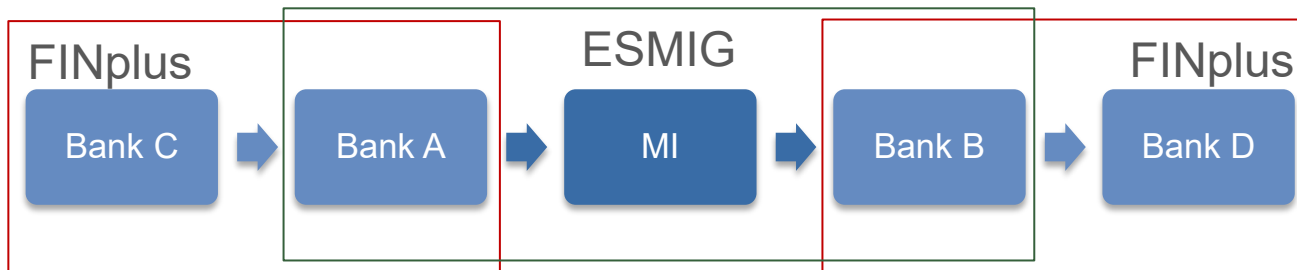 FINplus
ESMIG
FINplus
Bank C
Bank A
MI
Bank B
Bank D